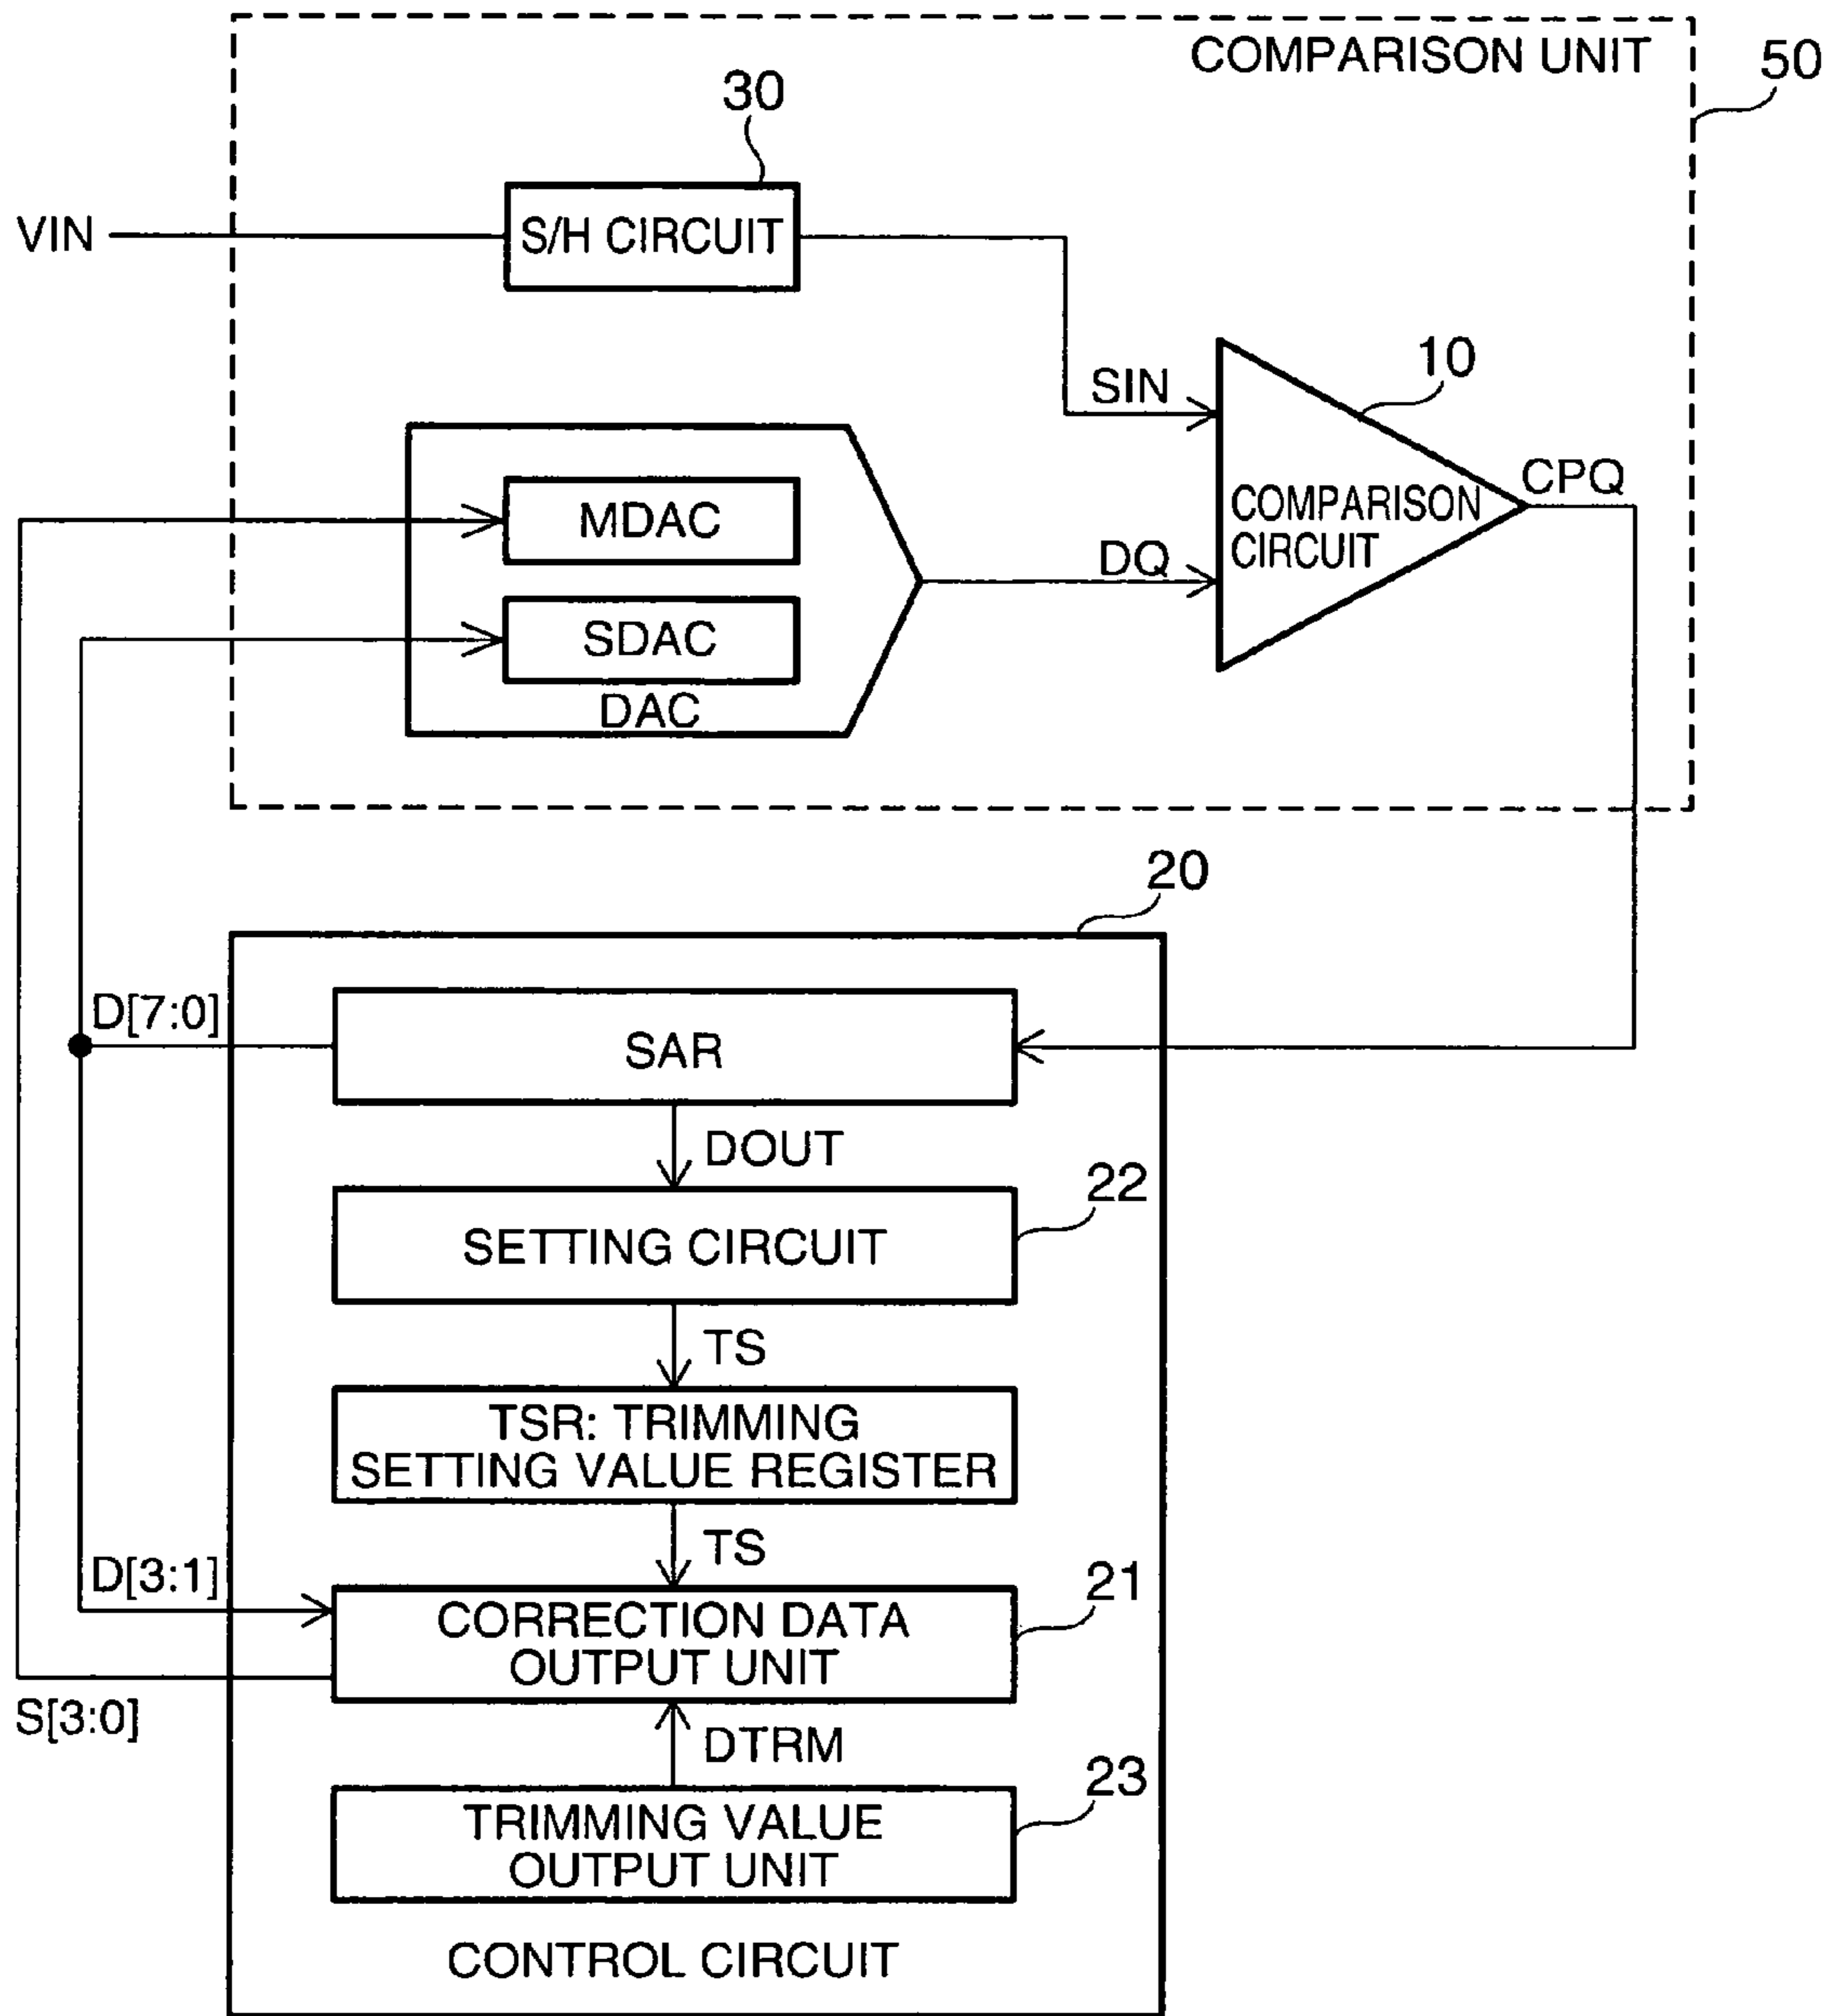 COMPARISON UNIT
50
30
VIN
S/H CIRCUIT
10
SIN
CPQ
MDAC
COMPARISON
CIRCUIT
DQ
SDAC
DAC
20
D[7:0]
SAR
DOUT
22
SETTING CIRCUIT
TS
TSR: TRIMMING
SETTING VALUE REGISTER
TS
D[3:1]
21
CORRECTION DATA
OUTPUT UNIT
S[3:0]
DTRM
23
TRIMMING VALUE
OUTPUT UNIT
CONTROL CIRCUIT